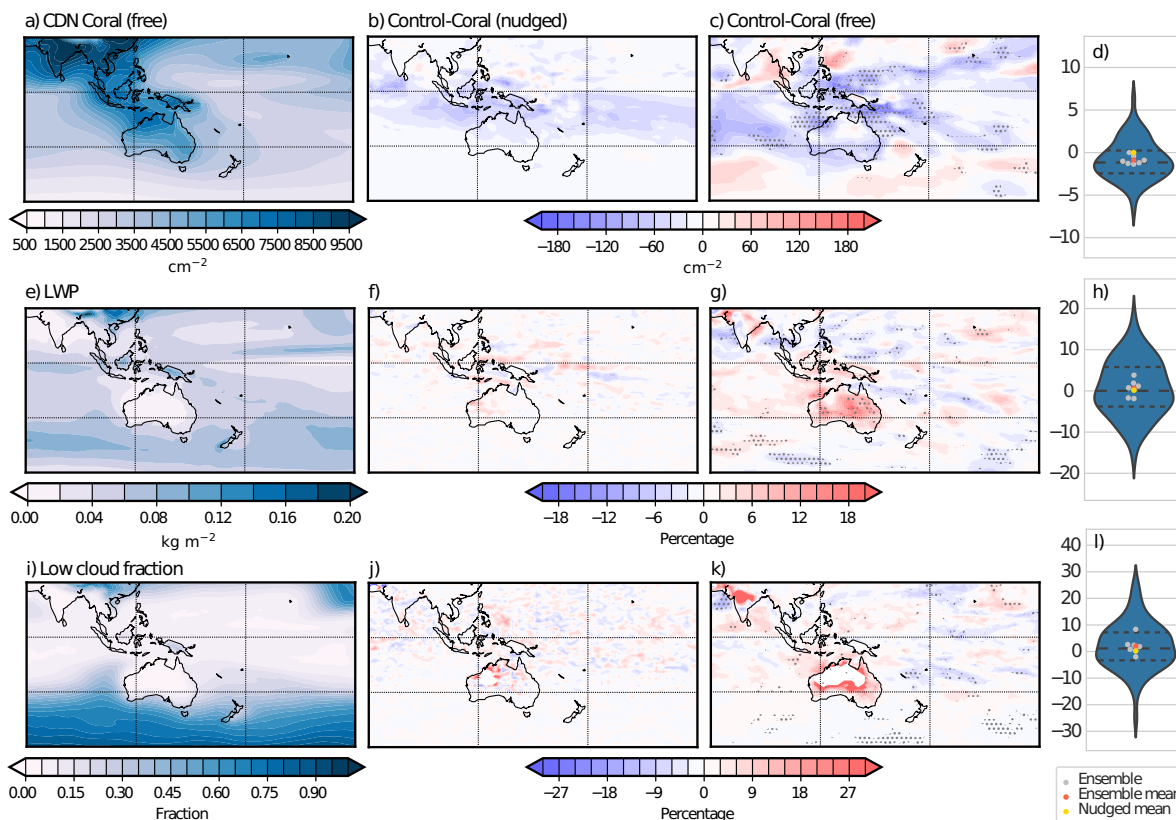 a) CDN Coral (free)
b) Control-Coral (nudged)
c) Control-Coral (free)
d)
10
5
0
−5
−10
500 1500 2500 3500 4500 5500 6500 7500 8500 9500
cm−2
−180 −120 −60 0 60 120 180
cm−2
e) LWP
f)
g)
h)
20
10
0
−10
−20
0.00 0.04 0.08 0.12 0.16 0.20
kg m−2
−18 −12 −6 0 6 12 18
Percentage
i) Low cloud fraction
j)
k)
l)
40
30
20
10
0
−10
−20
−30
0.00 0.15 0.30 0.45 0.60 0.75 0.90
Fraction
−27 −18 −9 0 9 18 27
Percentage
Ensemble
Ensemble mean
Nudged mean